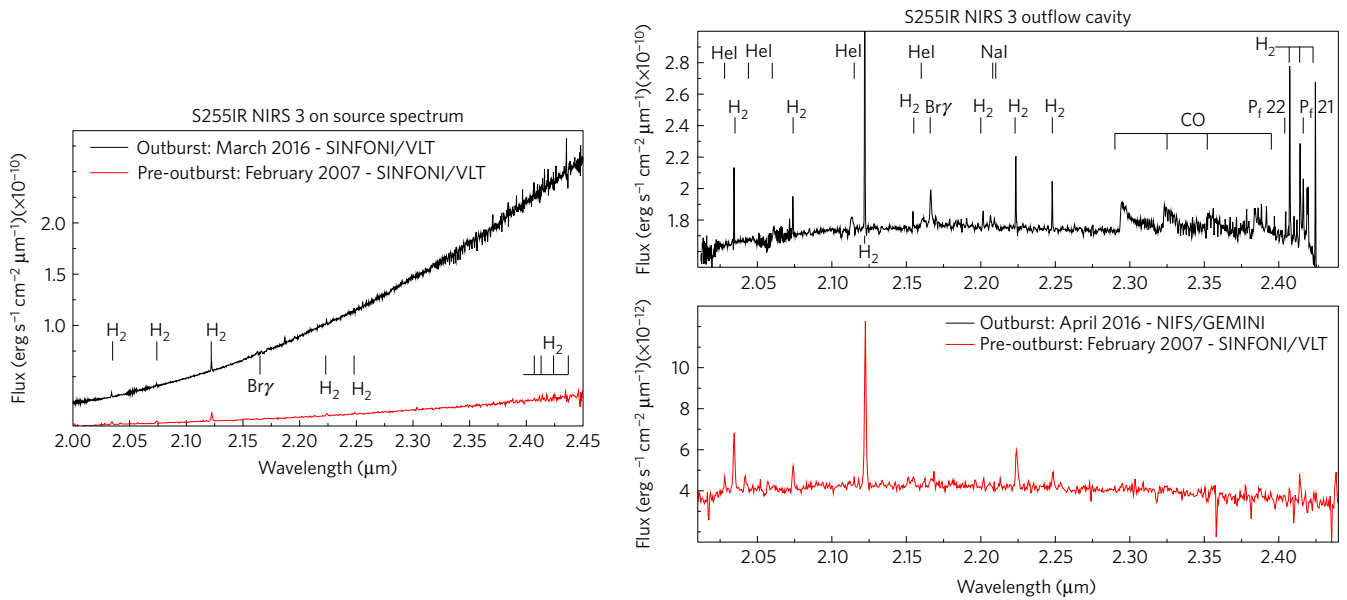 S255IR NIRS 3 on source spectrum
Outburst: March 2016 - SINFONI/VLT
Pre-outburst: February 2007 - SINFONI/VLT
Flux (erg s⁻¹ cm⁻² μm⁻¹)(×10⁻¹⁰)
2.0
1.5
1.0
H₂ H₂ H₂ Brγ H₂ H₂ H₂
2.00 2.05 2.10 2.15 2.20 2.25 2.30 2.35 2.40 2.45
Wavelength (μm)
S255IR NIRS 3 outflow cavity
Flux (erg s⁻¹ cm⁻² μm⁻¹)(×10⁻¹⁰)
2.8
2.6
2.4
2.2
2
1.8
HeI HeI HeI HeI NaI H₂
H₂ H₂ H₂ Brγ H₂ H₂ H₂ CO Pf 22 Pf 21
H₂
2.05 2.10 2.15 2.20 2.25 2.30 2.35 2.40
Outburst: April 2016 - NIFS/GEMINI
Pre-outburst: February 2007 - SINFONI/VLT
Flux (erg s⁻¹ cm⁻² μm⁻¹)(×10⁻¹²)
10
12
8
6
4
2.05 2.10 2.15 2.20 2.25 2.30 2.35 2.40
Wavelength (μm)